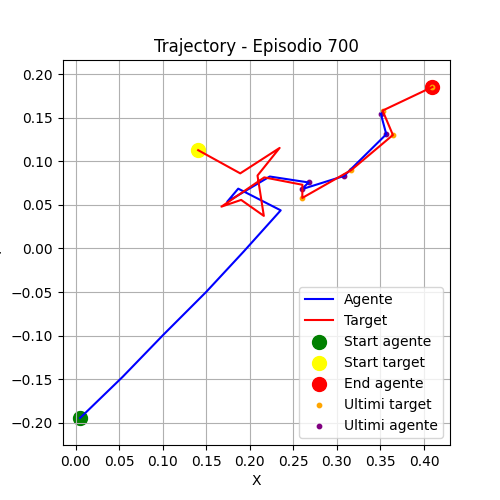 Trajectory - Episodio 700
0.20
0.15
0.10
0.05
0.00
−0.05
−0.10
−0.15
−0.20
0.00 0.05 0.10 0.15 0.20 0.25 0.30 0.35 0.40
X
Agente
Target
Start agente
Start target
End agente
Ultimi target
Ultimi agente